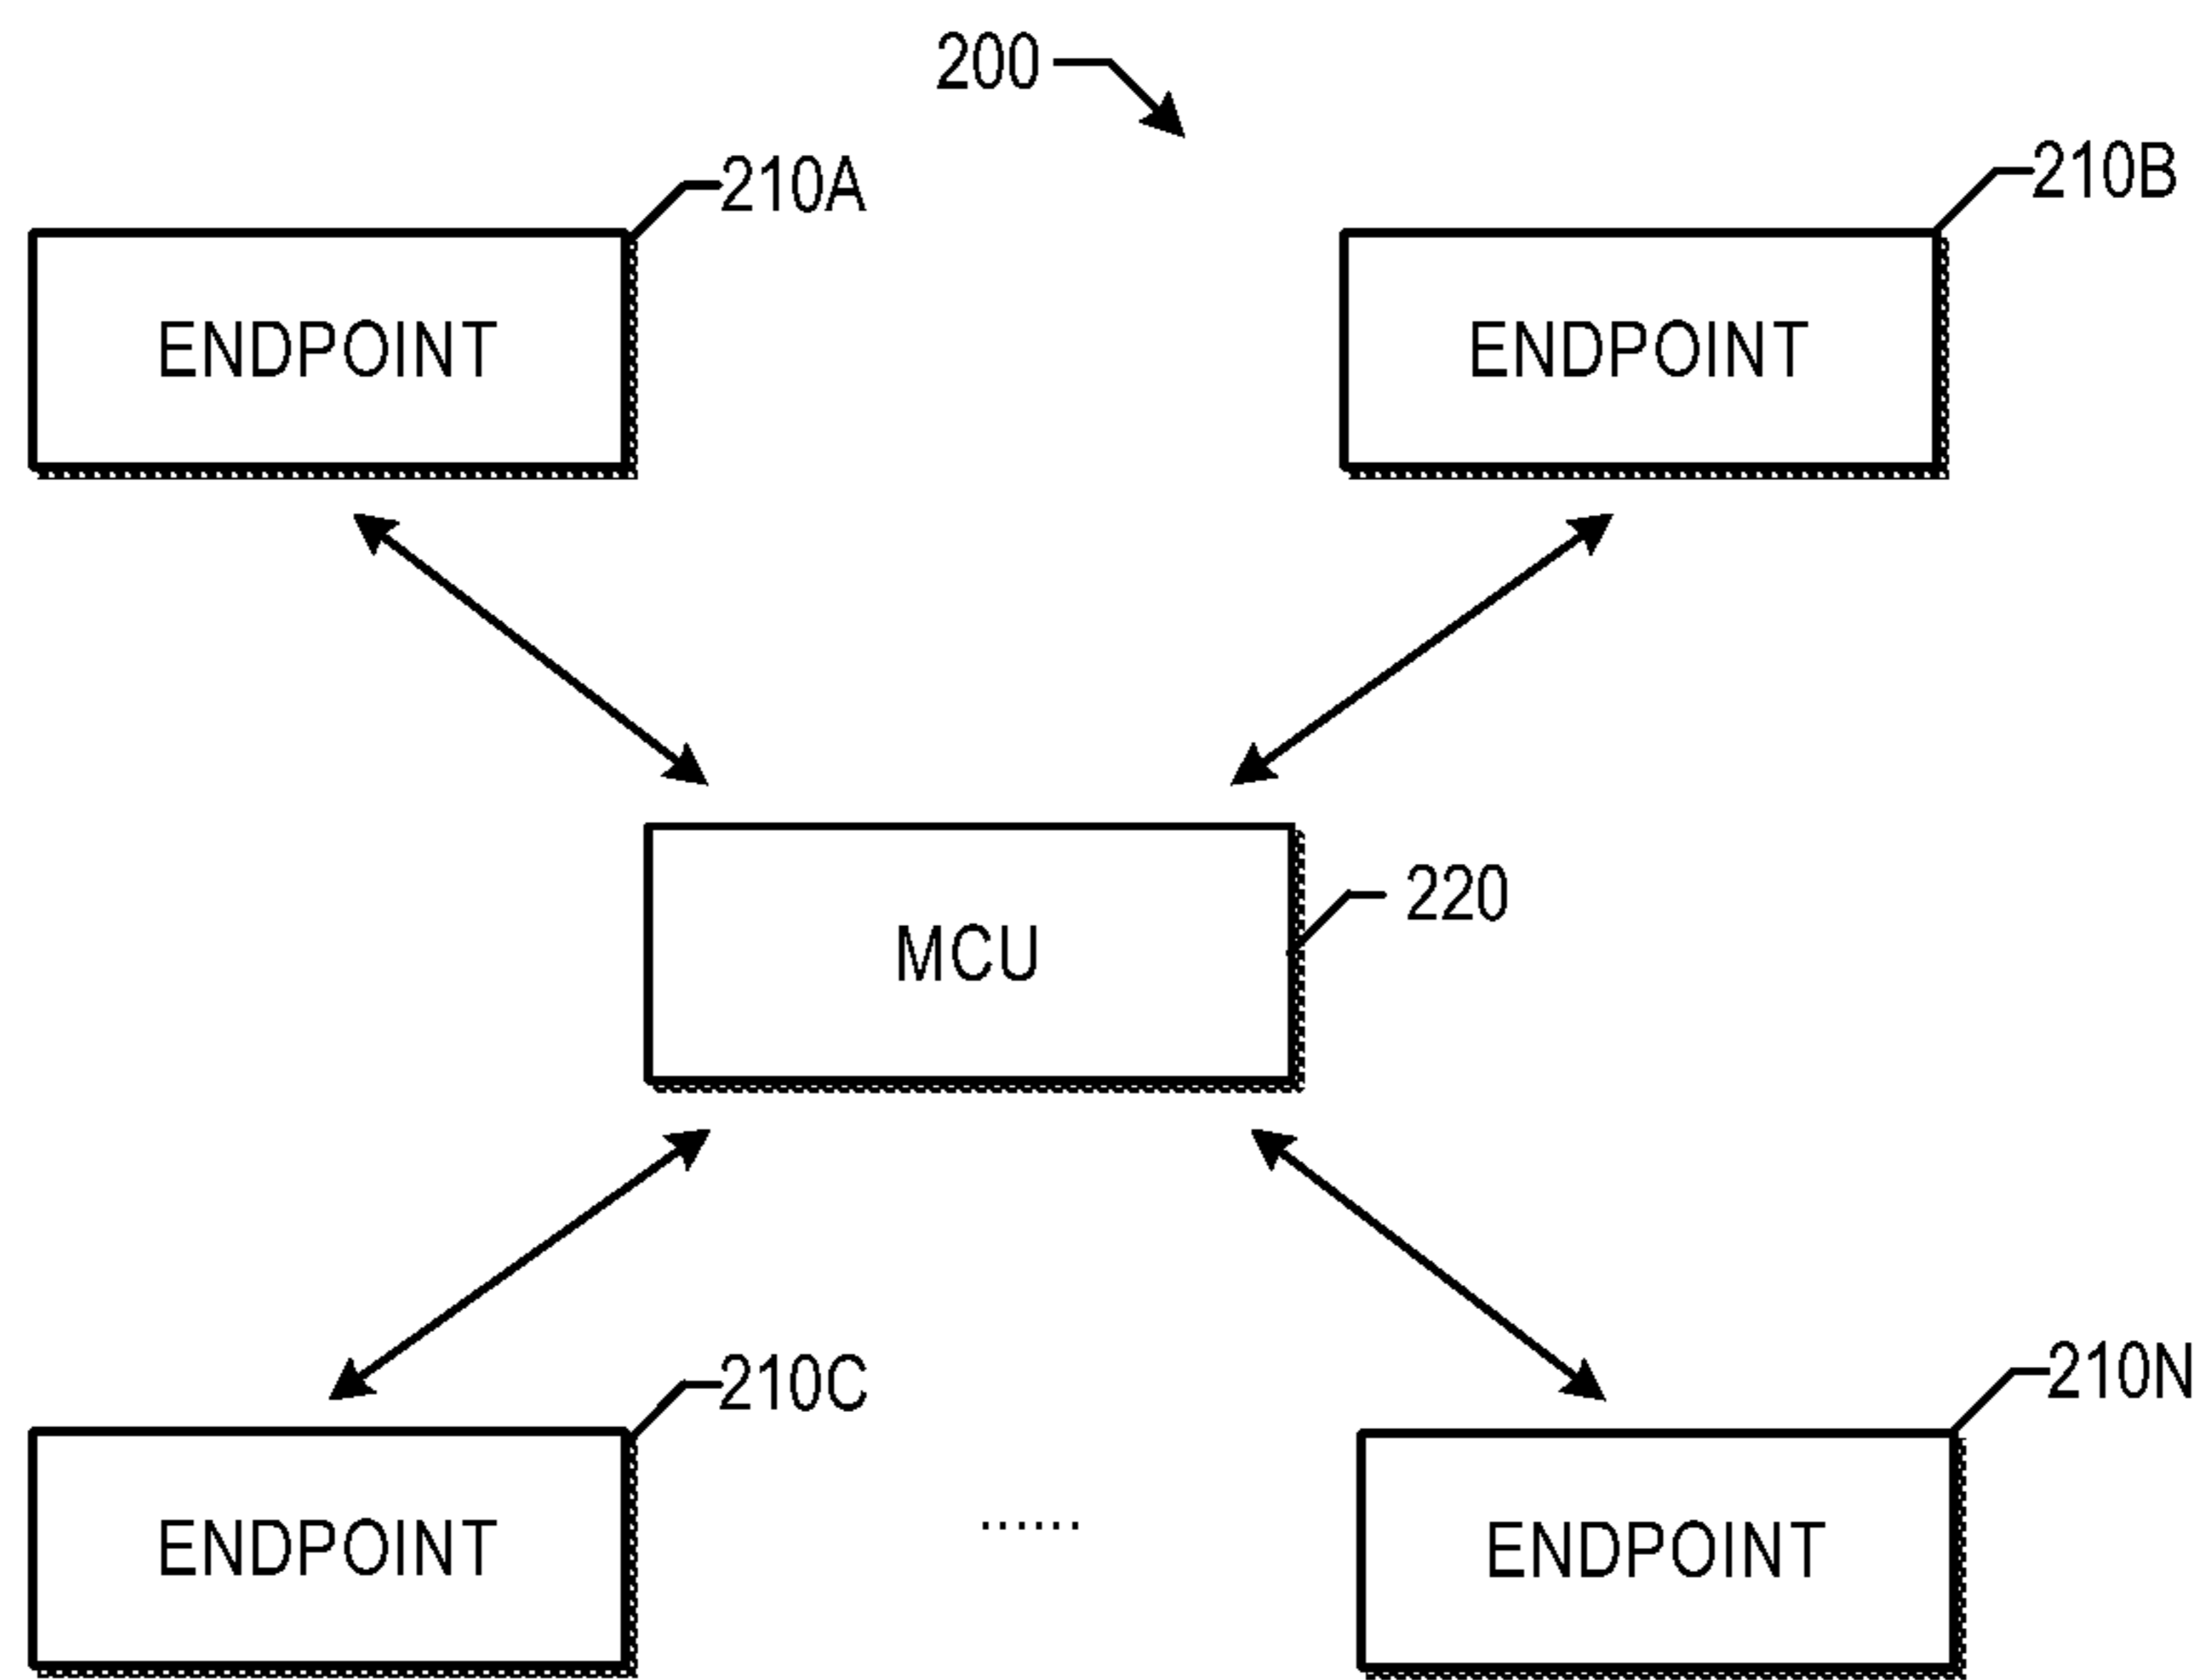 200
210A
210B
ENDPOINT
ENDPOINT
220
MCU
210C
210N
ENDPOINT
......
ENDPOINT